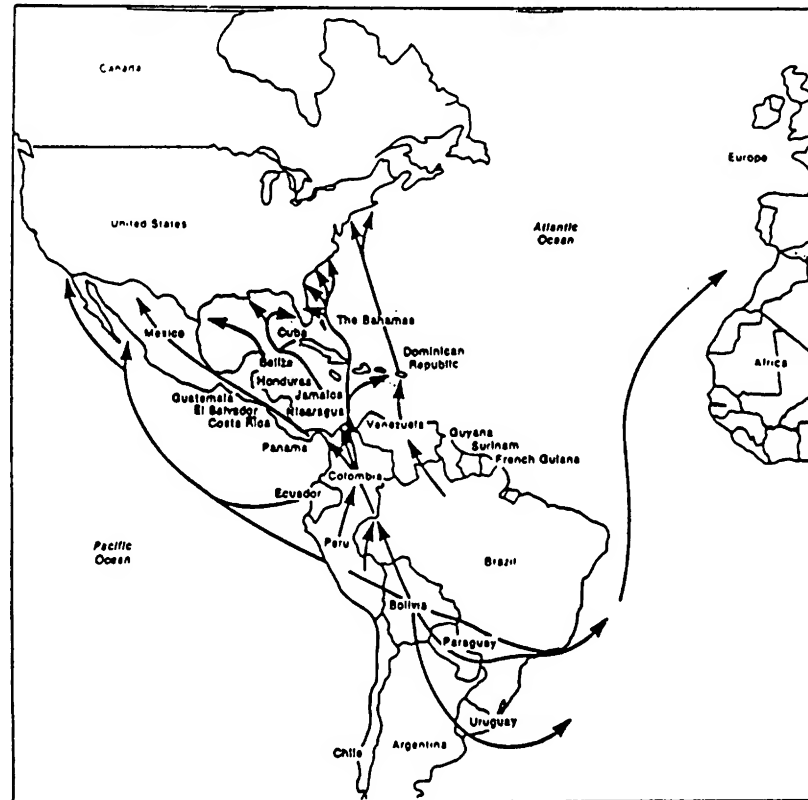 Canada
Europe
United States
Atlantic
Ocean
The Bahamas
Mexico
Cuba
Dominican
Republic
Belize
Africa
Honduras
Guatemala
Jamaica
El Salvador
Nicaragua
Costa Rica
Venezuela
Guyana
Surinam
French Guiana
Panama
Colombia
Ecuador
Pacific
Ocean
Peru
Brazil
Bolivia
Paraguay
Uruguay
Chile
Argentina